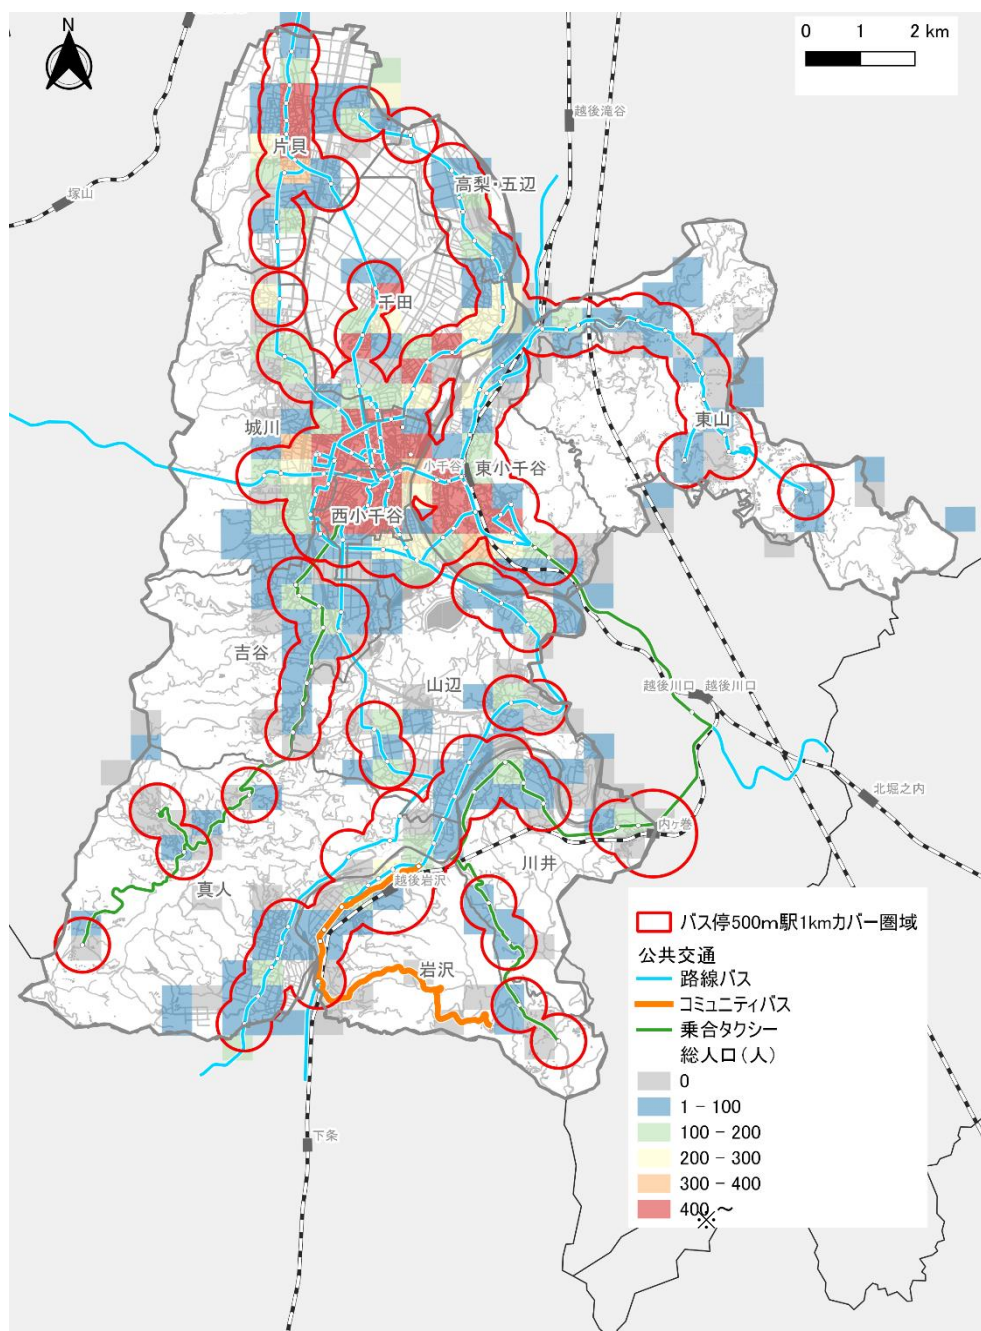 N
0 1 2 km
越後滝谷
片貝
塚山
高梨・五辺
千田
東山
城川
小千谷
東小千谷
西小千谷
吉谷
山辺
越後川口
越後川口
北堀之内
内ヶ巻
川井
真人
越後岩沢
岩沢
下条
バス停500m駅1kmカバー圏域
公共交通
路線バス
コミュニティバス
乗合タクシー
総人口(人)
0
1 - 100
100 - 200
200 - 300
300 - 400
400 ～
※